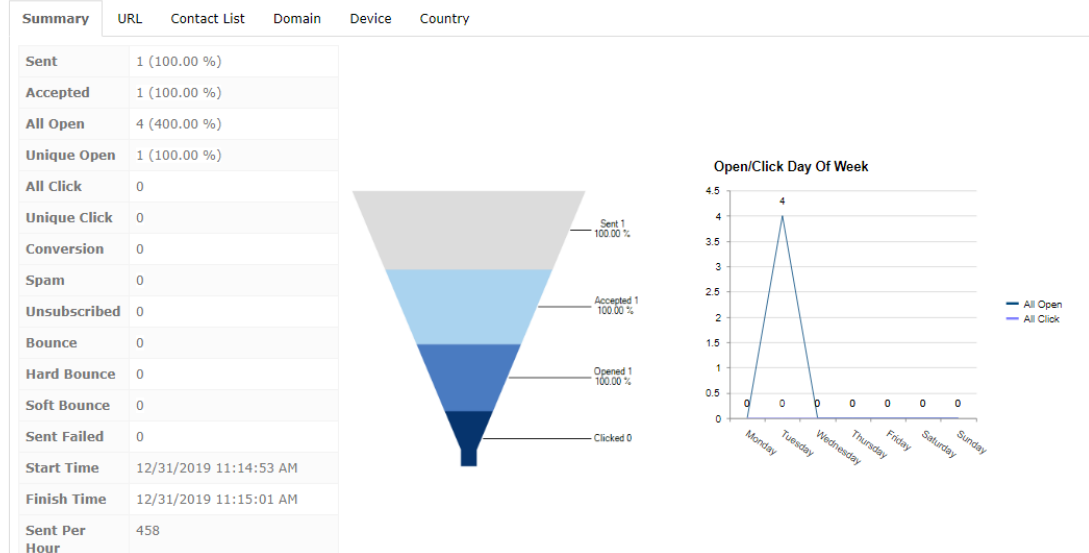 Summary URL Contact List Domain Device Country
Sent 1 (100.00 %)
Accepted 1 (100.00 %)
All Open 4 (400.00 %)
Unique Open 1 (100.00 %)
All Click 0
Unique Click 0
Conversion 0
Spam 0
Unsubscribed 0
Bounce 0
Hard Bounce 0
Soft Bounce 0
Sent Failed 0
Start Time 12/31/2019 11:14:53 AM
Finish Time 12/31/2019 11:15:01 AM
Sent Per 458
Hour
Sent 1
100.00 %
Accepted 1
100.00 %
Opened 1
100.00 %
Clicked 0
Open/Click Day Of Week
4.5
4
4
3.5
3
2.5
2
1.5
1
0.5
0 0 0 0 0 0 0
0
Monday Tuesday Wednesday Thursday Friday Saturday Sunday
All Open
All Click